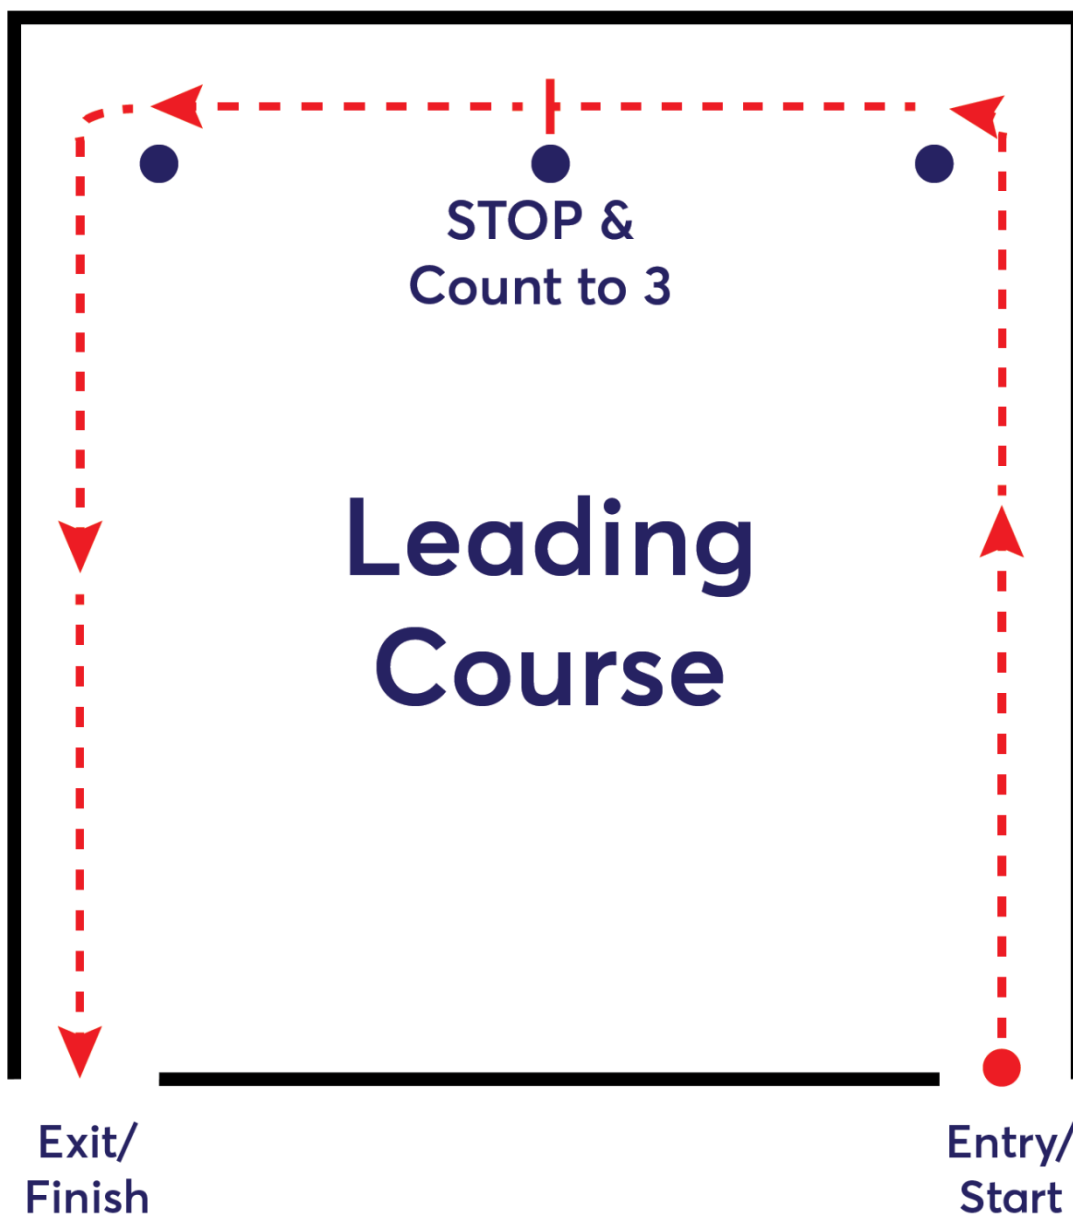 STOP &
Count to 3
Leading
Course
Exit/
Finish
Entry/
Start